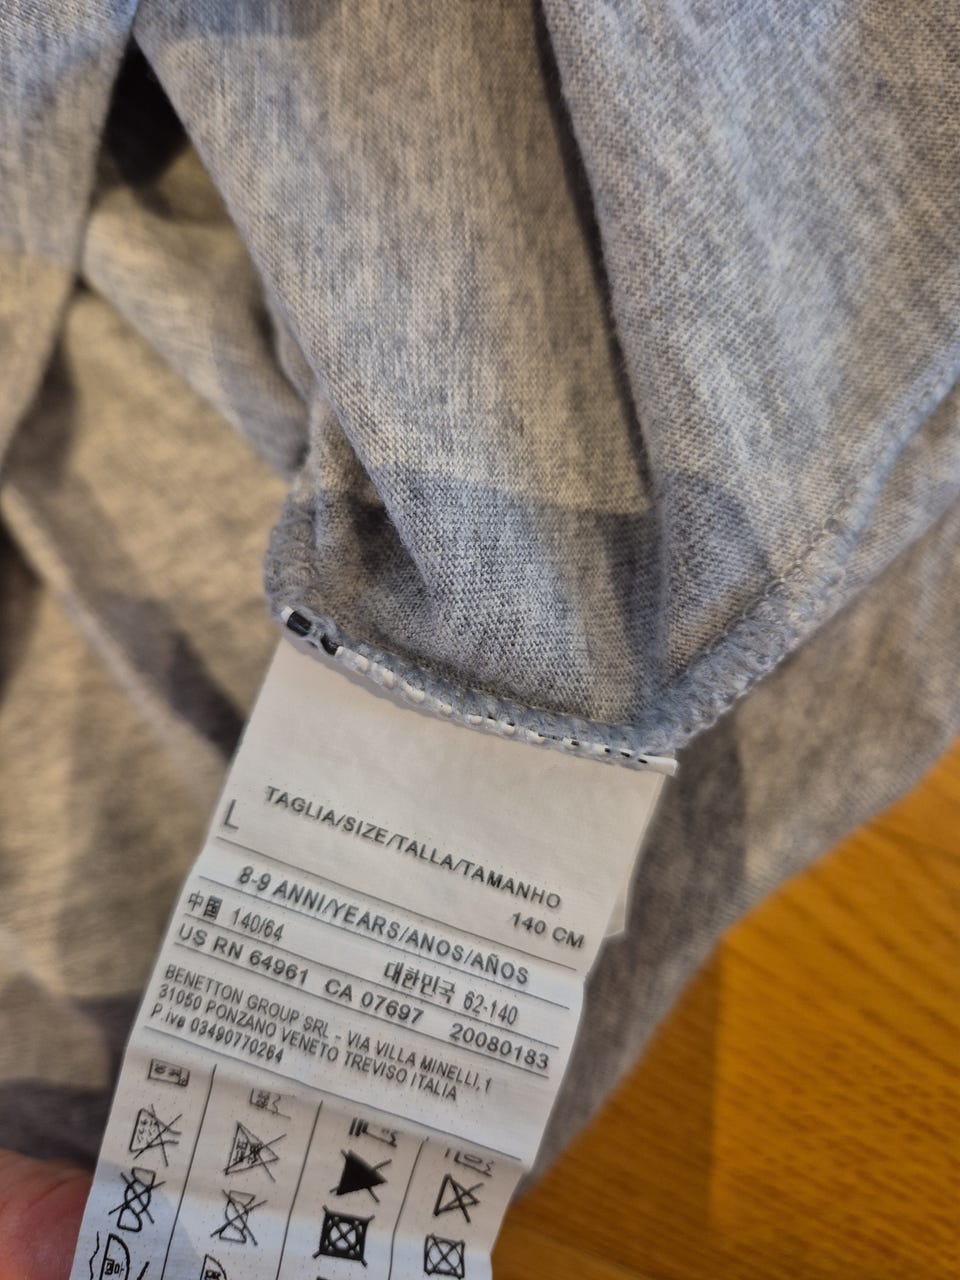 TAGLIA/SIZE/TALLA/TAMANHO
L 140 CM
8-9 ANNI/YEARS/ANOS/AÑOS
中国 140/64 대한민국 62-140
US RN 64961 CA 07697 20080183
BENETTON GROUP SRL - VIA VILLA MINELLI,1
31050 PONZANO VENETO TREVISO ITALIA
P.iva 03490770264